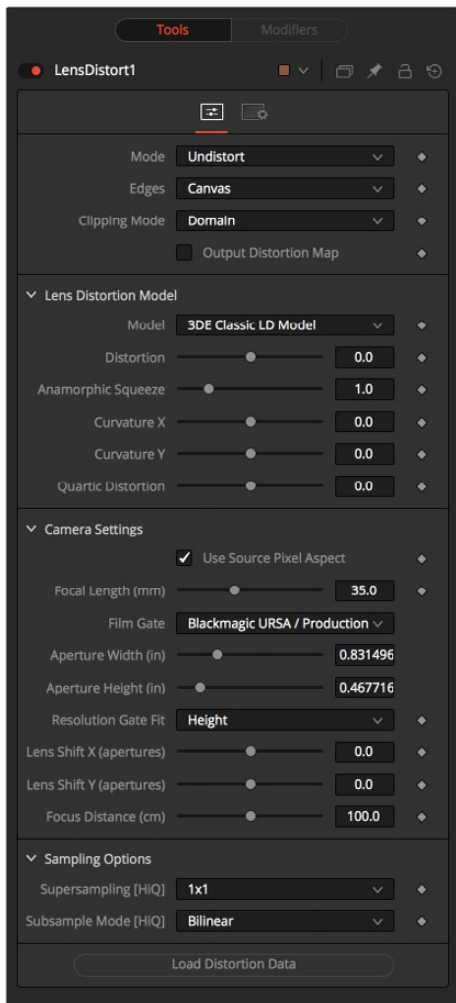 Tools Modifiers
LensDistort1
Mode Undistort
Edges Canvas
Clipping Mode Domain
Output Distortion Map
Lens Distortion Model
Model 3DE Classic LD Model
Distortion 0.0
Anamorphic Squeeze 1.0
Curvature X 0.0
Curvature Y 0.0
Quartic Distortion 0.0
Camera Settings
Use Source Pixel Aspect
Focal Length (mm) 35.0
Film Gate Blackmagic URSA / Production
Aperture Width (in) 0.831496
Aperture Height (in) 0.467716
Resolution Gate Fit Height
Lens Shift X (apertures) 0.0
Lens Shift Y (apertures) 0.0
Focus Distance (cm) 100.0
Sampling Options
Supersampling [HiQ] 1x1
Subsample Mode [HiQ] Bilinear
Load Distortion Data